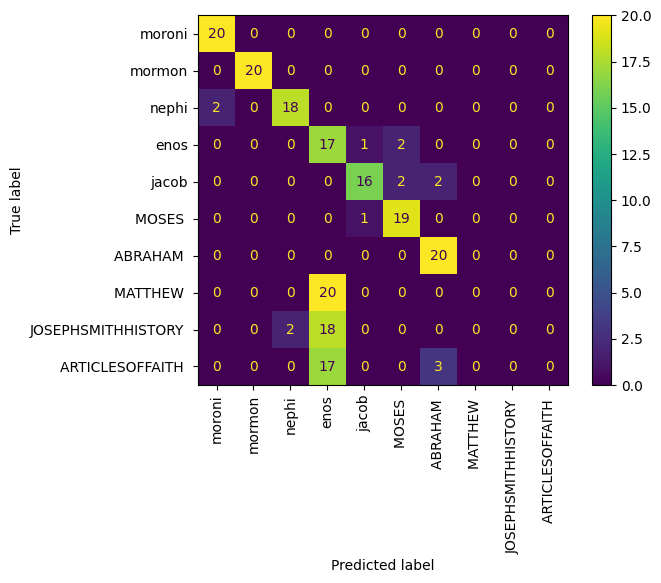 moroni 20 0 0 0 0 0 0 0 0 0
mormon 0 20 0 0 0 0 0 0 0 0
nephi 2 0 18 0 0 0 0 0 0 0
enos 0 0 0 17 1 2 0 0 0 0
jacob 0 0 0 0 16 2 2 0 0 0
MOSES 0 0 0 0 1 19 0 0 0 0
ABRAHAM 0 0 0 0 0 0 20 0 0 0
MATTHEW 0 0 0 20 0 0 0 0 0 0
JOSEPHSMITHHISTORY 0 0 2 18 0 0 0 0 0 0
ARTICLESOFFAITH 0 0 0 17 0 0 3 0 0 0
True label
moroni
mormon
nephi
enos
jacob
MOSES
ABRAHAM
MATTHEW
JOSEPHSMITHHISTORY
ARTICLESOFFAITH
Predicted label
20.0
17.5
15.0
12.5
10.0
7.5
5.0
2.5
0.0